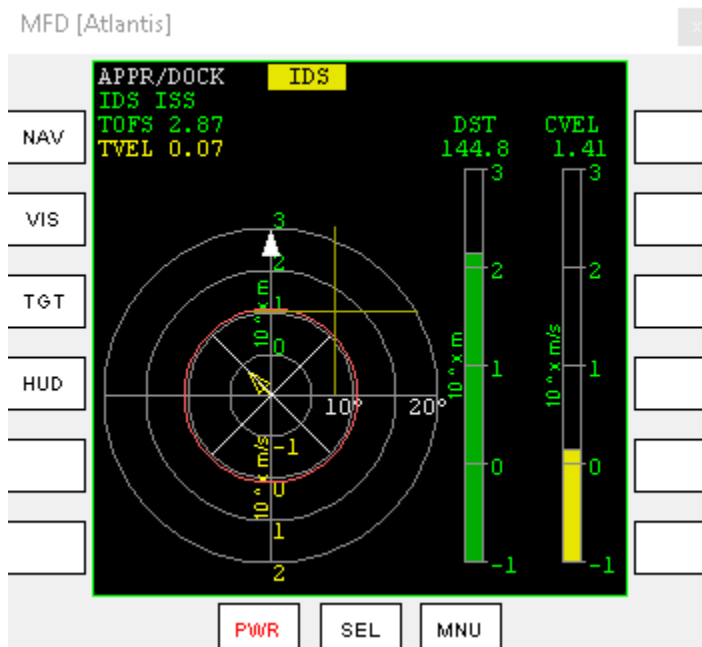 MFD [Atlantis]
x
APPR/DOCK IDS
IDS ISS
TOFS 2.87
TVEL 0.07
DST CVEL
144.8 1.41
NAV
VIS
TGT
HUD
3
2
1
0
10^x m
-1
0
1
2
10^x m/s
10°
20°
3
2
1
0
-1
10^x m
3
2
1
0
-1
10^x m/s
PWR
SEL
MNU